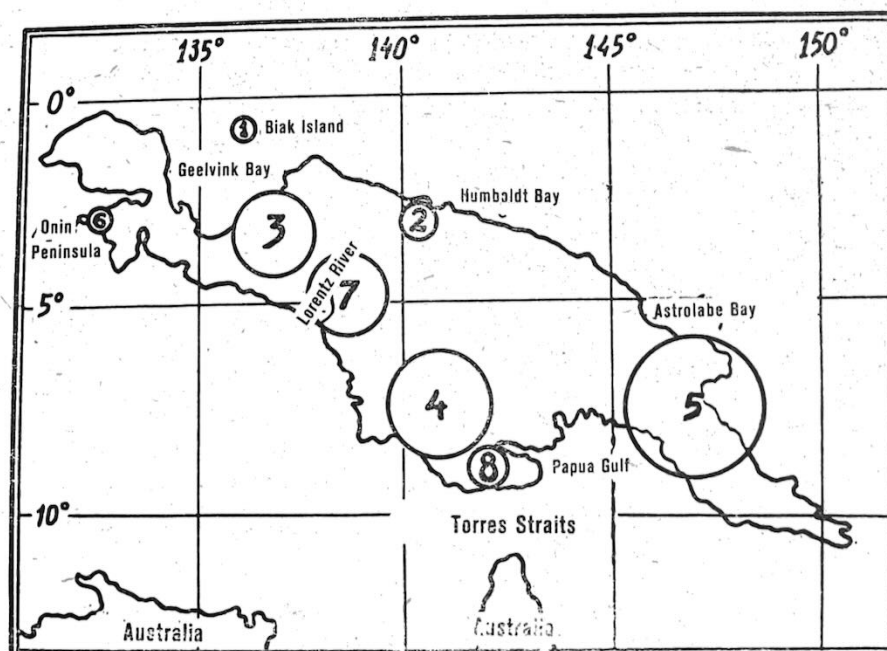 135° 140° 145° 150°
0°
1 Biak Island
Geelvink Bay
Humboldt Bay
6
Onin
Peninsula
3
2
Lorentz River
7
5°
Astrolabe Bay
4
5
8
Papua Gulf
10°
Torres Straits
Australia
Australia